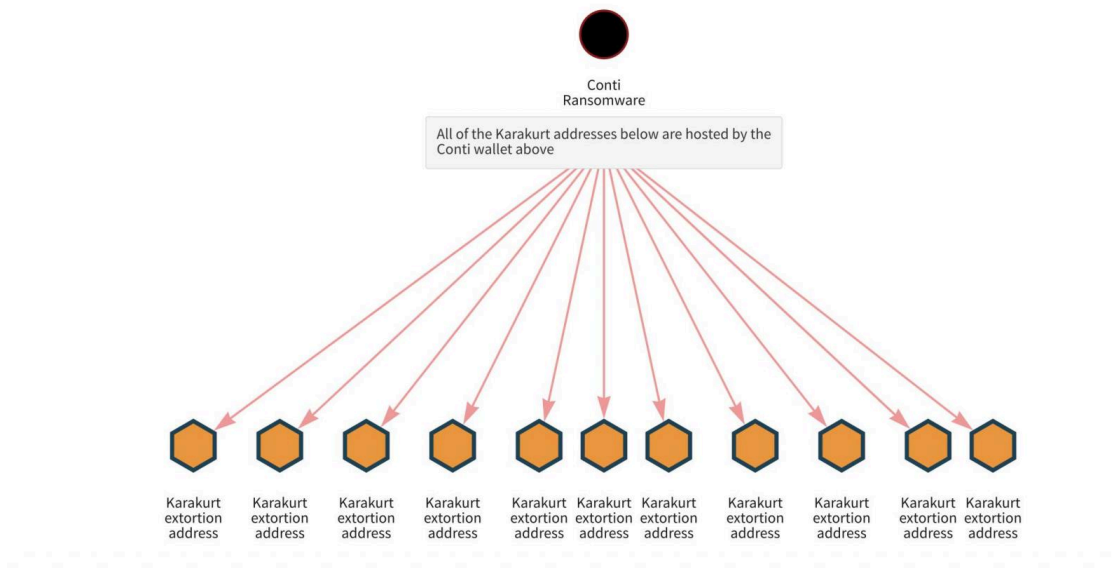 Conti
Ransomware
All of the Karakurt addresses below are hosted by the
Conti wallet above
Karakurt
extortion
address
Karakurt
extortion
address
Karakurt
extortion
address
Karakurt
extortion
address
Karakurt
extortion
address
Karakurt
extortion
address
Karakurt
extortion
address
Karakurt
extortion
address
Karakurt
extortion
address
Karakurt
extortion
address
Karakurt
extortion
address